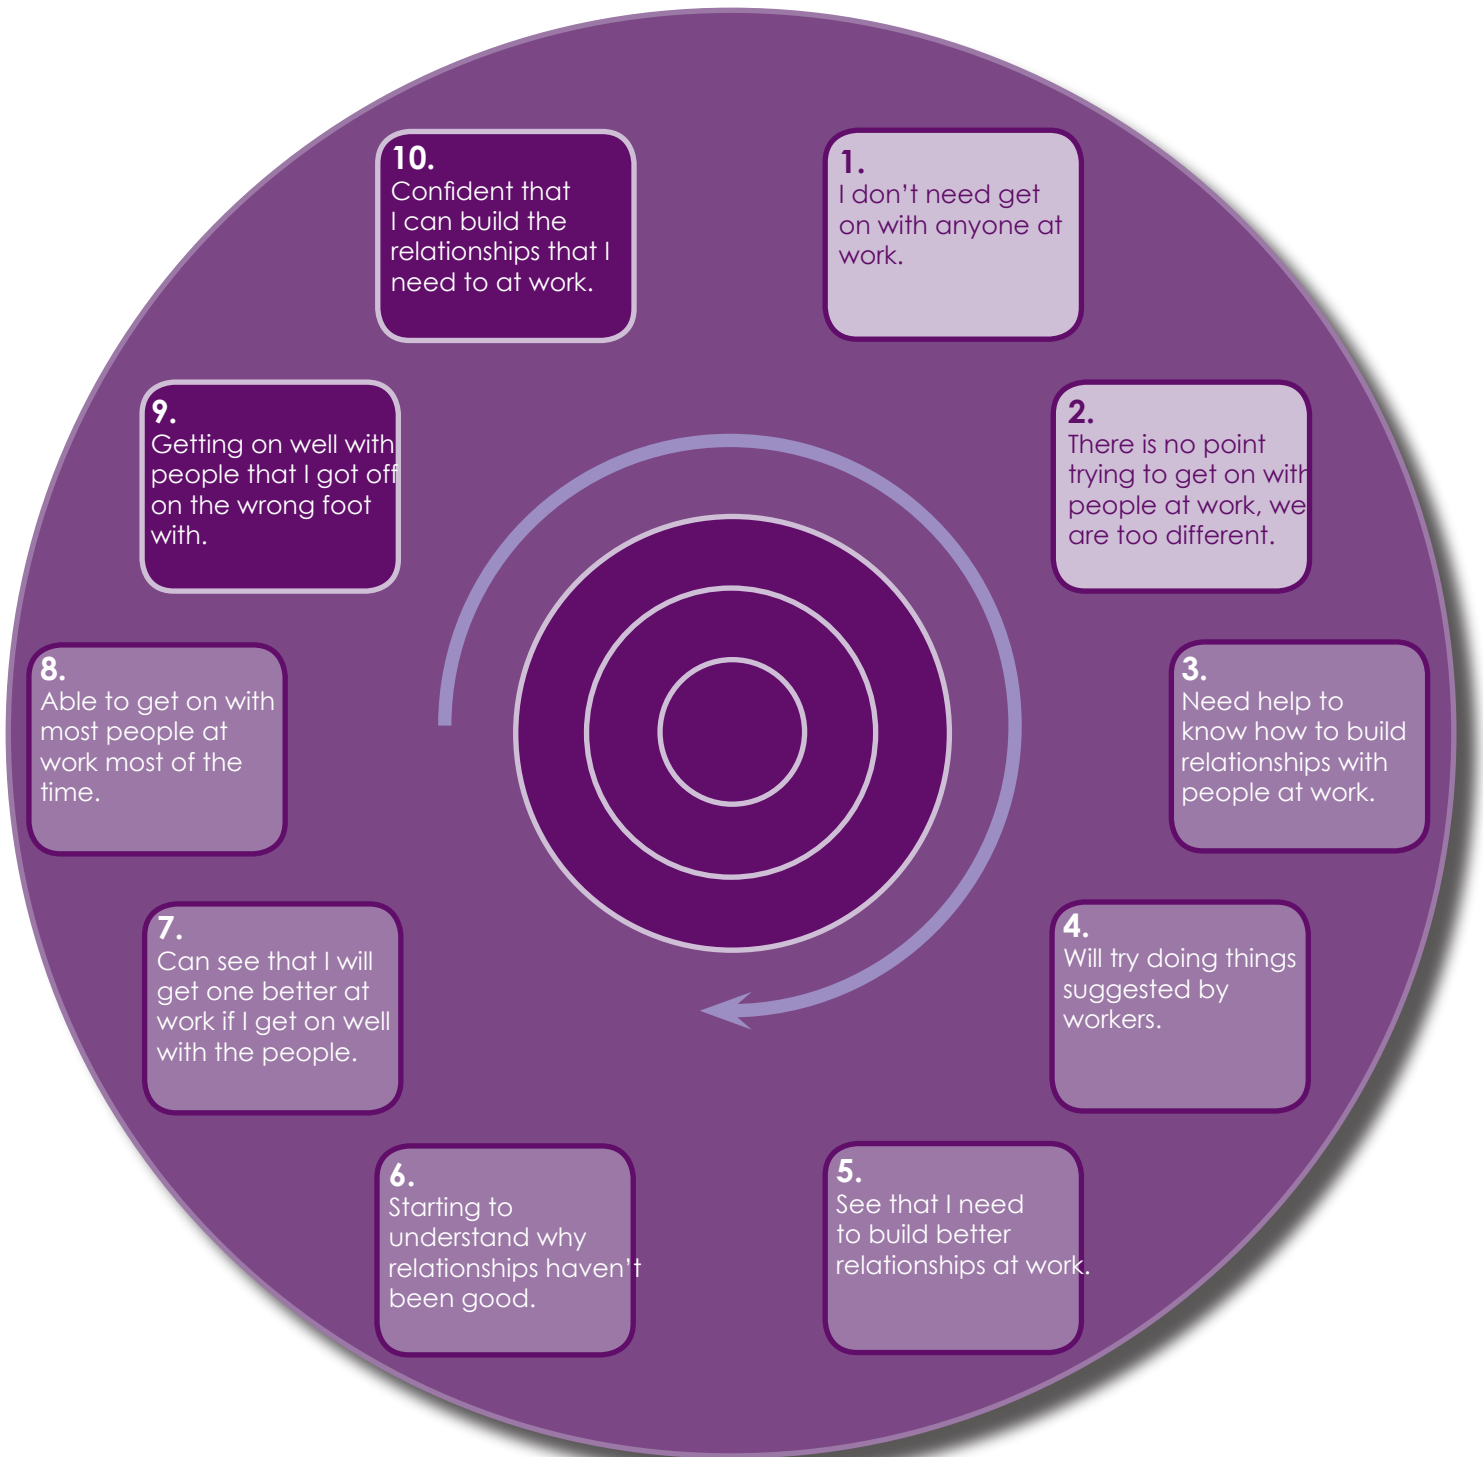 1.
I don't need get
on with anyone at
work.
2.
There is no point
trying to get on with
people at work, we
are too different.
3.
Need help to
know how to build
relationships with
people at work.
4.
Will try doing things
suggested by
workers.
5.
See that I need
to build better
relationships at work.
6.
Starting to
understand why
relationships haven't
been good.
7.
Can see that I will
get one better at
work if I get on well
with the people.
8.
Able to get on with
most people at
work most of the
time.
9.
Getting on well with
people that I got off
on the wrong foot
with.
10.
Confident that
I can build the
relationships that I
need to at work.